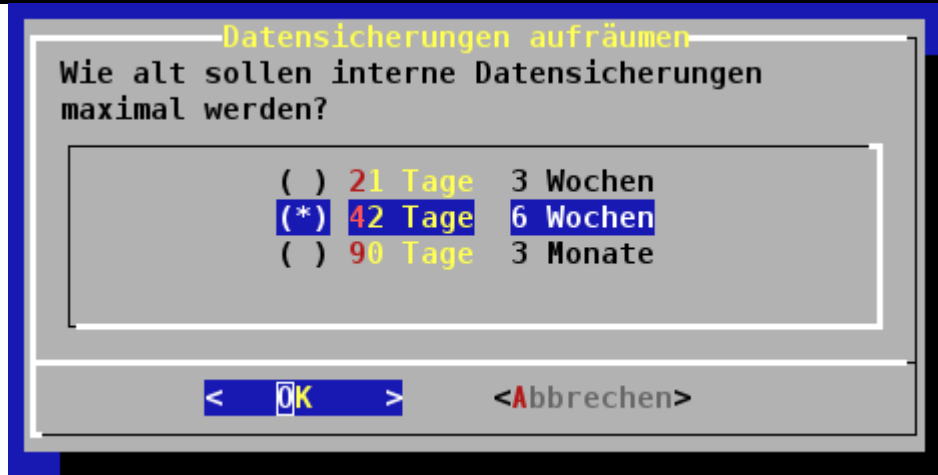 Datensicherungen aufräumen
Wie alt sollen interne Datensicherungen
maximal werden?
( ) 21 Tage 3 Wochen
(*) 42 Tage 6 Wochen
( ) 90 Tage 3 Monate
< OK > <Abbrechen>